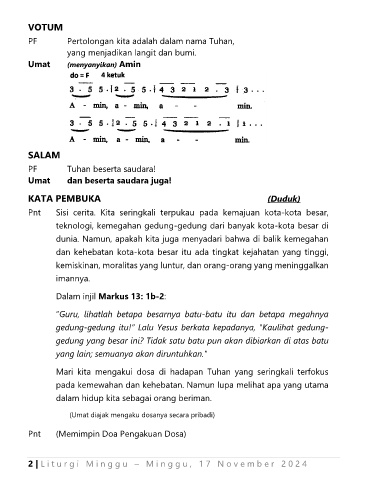 VOTUM
PF Pertolongan kita adalah dalam nama Tuhan,
yang menjadikan langit dan bumi.
Umat (menyanyikan) Amin
do = F 4 ketuk
3 . 5 5 . | 2 . 5 5 . | 4 3 2 1 2 . 3 | 3 . . .
A - min, a - min, a - - min.
3 . 5 5 . | 2 . 5 5 . | 4 3 2 1 2 . 1 | 1 . . .
A - min, a - min, a - - min.
SALAM
PF Tuhan beserta saudara!
Umat dan beserta saudara juga!
KATA PEMBUKA (Duduk)
Pnt Sisi cerita. Kita seringkali terpukau pada kemajuan kota-kota besar,
teknologi, kemegahan gedung-gedung dari banyak kota-kota besar di
dunia. Namun, apakah kita juga menyadari bahwa di balik kemegahan
dan kehebatan kota-kota besar itu ada tingkat kejahatan yang tinggi,
kemiskinan, moralitas yang luntur, dan orang-orang yang meninggalkan
imannya.
Dalam injil Markus 13: 1b-2:
"Guru, lihatlah betapa besarnya batu-batu itu dan betapa megahnya
gedung-gedung itu!" Lalu Yesus berkata kepadanya, "Kaulihat gedung-
gedung yang besar ini? Tidak satu batu pun akan dibiarkan di atas batu
yang lain; semuanya akan diruntuhkan."
Mari kita mengakui dosa di hadapan Tuhan yang seringkali terfokus
pada kemewahan dan kehebatan. Namun lupa melihat apa yang utama
dalam hidup kita sebagai orang beriman.
(Umat diajak mengaku dosanya secara pribadi)
Pnt (Memimpin Doa Pengakuan Dosa)
2 | Liturgi Minggu – Minggu, 17 November 2024